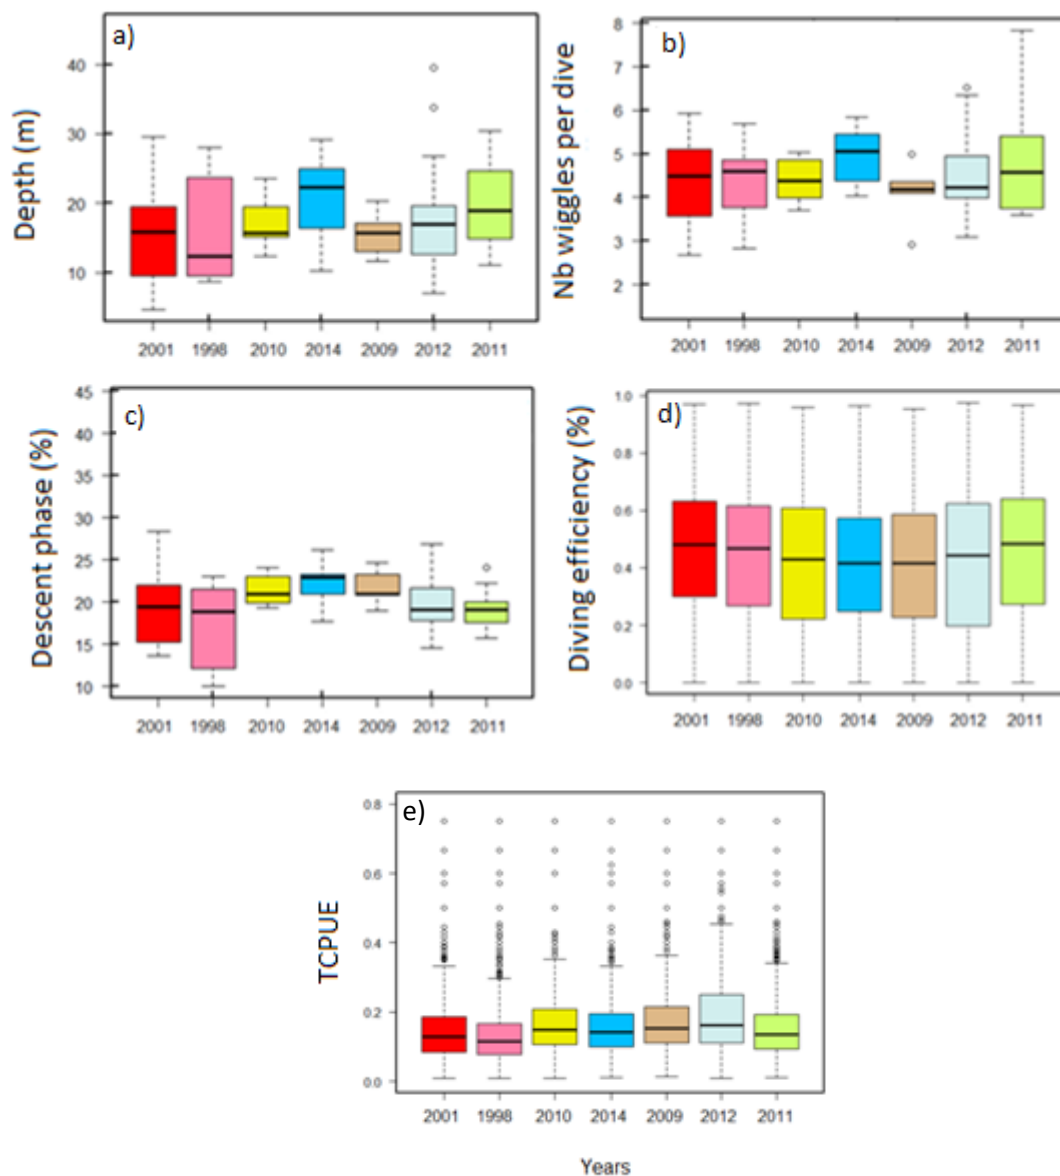 a)
Depth (m)
40
30
20
10
2001 1998 2010 2014 2009 2012 2011
b)
Nb wiggles per dive
8
7
6
5
4
3
2
2001 1998 2010 2014 2009 2012 2011
c)
Descent phase (%)
45
40
35
30
25
20
15
10
2001 1998 2010 2014 2009 2012 2011
d)
Diving efficiency (%)
1.0
0.8
0.6
0.4
0.2
0.0
2001 1998 2010 2014 2009 2012 2011
e)
TCPUE
0.8
0.6
0.4
0.2
0.0
2001 1998 2010 2014 2009 2012 2011
Years